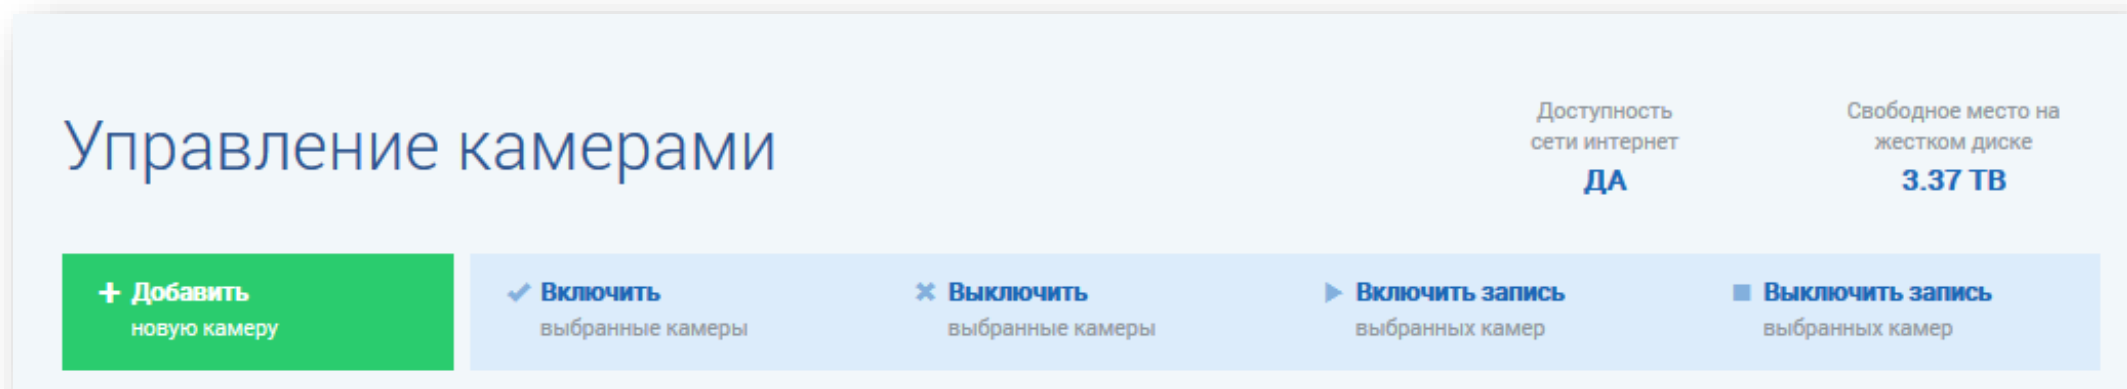 Управление камерами
Доступность
сети интернет
ДА
Свободное место на
жестком диске
3.37 TB
Добавить
новую камеру
Включить
выбранные камеры
Выключить
выбранные камеры
Включить запись
выбранных камер
Выключить запись
выбранных камер